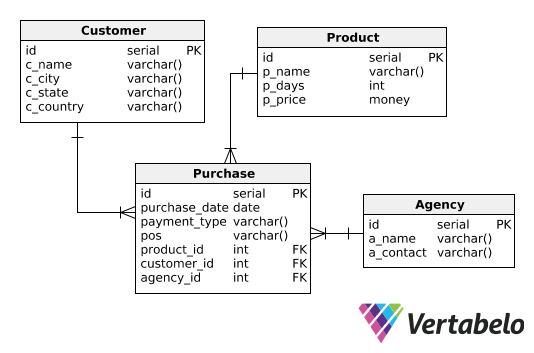 Customer
id serial PK
c_name varchar()
c_city varchar()
c_state varchar()
c_country varchar()
Product
id serial PK
p_name varchar()
p_days int
p_price money
Purchase
id serial PK
purchase_date date
payment_type varchar()
pos varchar()
product_id int FK
customer_id int FK
agency_id int FK
Agency
id serial PK
a_name varchar()
a_contact varchar()
Vertabelo